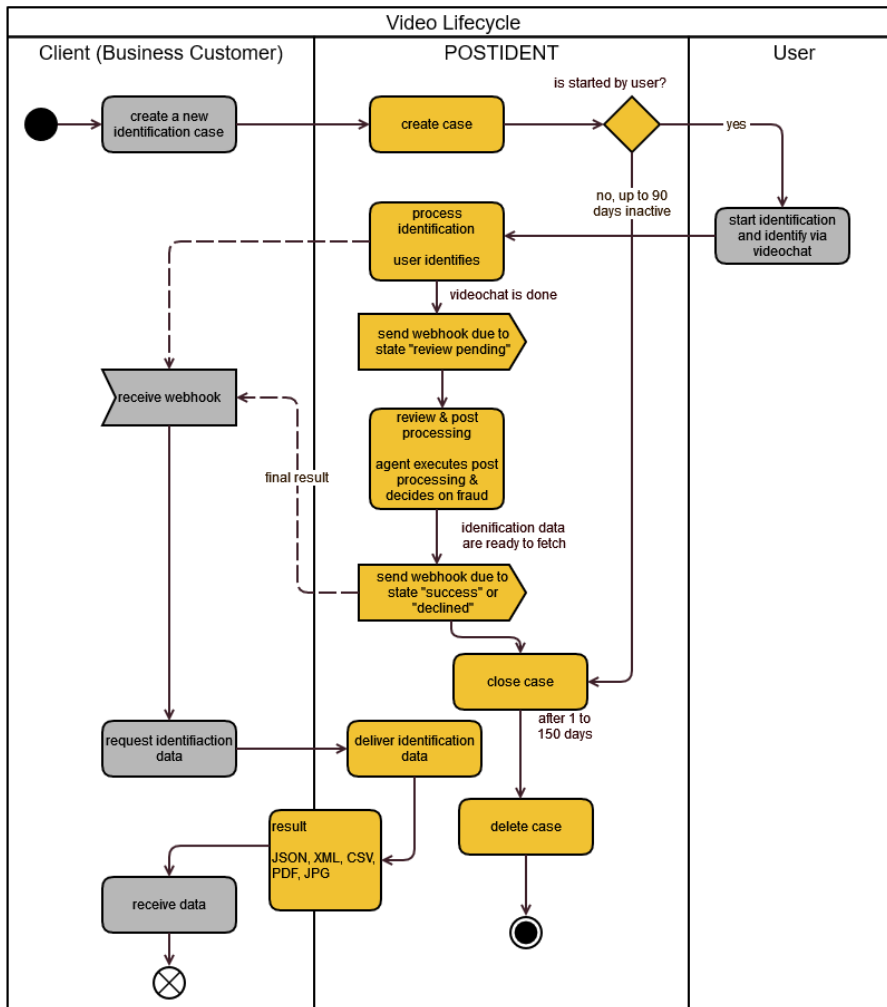 Video Lifecycle
Client (Business Customer)
POSTIDENT
User
is started by user?
create a new
identification case
create case
yes
no, up to 90
days inactive
start identification
and identify via
videochat
process
identification
user identifies
videochat is done
send webhook due to
state "review pending"
receive webhook
review & post
processing
agent executes post
processing &
decides on fraud
final result
idenification data
are ready to fetch
send webhook due to
state "success" or
"declined"
close case
after 1 to
150 days
request identifiaction
data
deliver identification
data
delete case
result
JSON, XML, CSV,
PDF, JPG
receive data